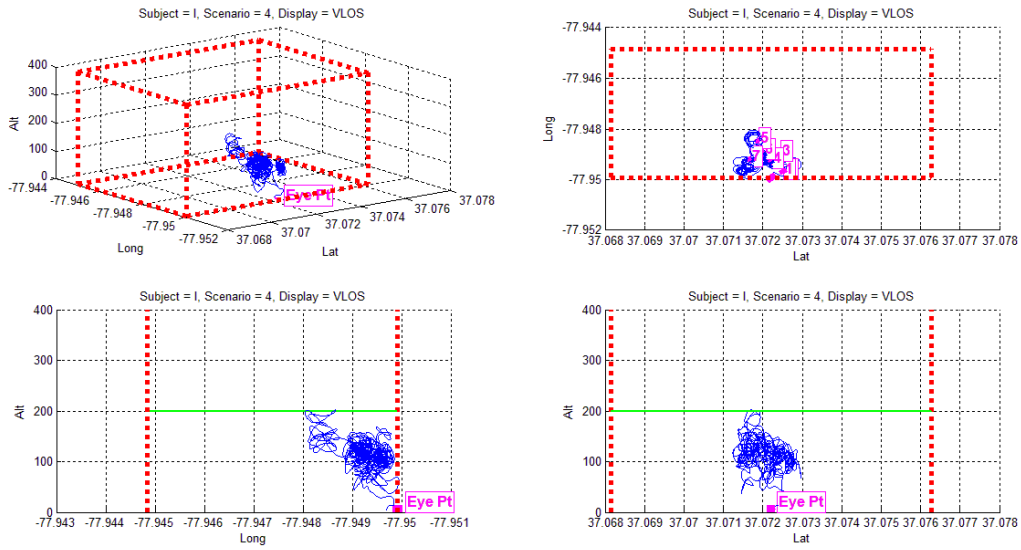 Subject = I, Scenario = 4, Display = VLOS
400
300
200
100
0
Alt
-77.944
-77.946
-77.948
-77.95
-77.952
Long
37.068
37.07
37.072
37.074
37.076
37.078
Lat
Eye Pt
Subject = I, Scenario = 4, Display = VLOS
-77.944
-77.946
-77.948
-77.95
-77.952
Long
5
3
7
4
1
37.068 37.069 37.07 37.071 37.072 37.073 37.074 37.075 37.076 37.077 37.078
Lat
Subject = I, Scenario = 4, Display = VLOS
400
300
200
100
0
Alt
Eye Pt
-77.943 -77.944 -77.945 -77.946 -77.947 -77.948 -77.949 -77.95 -77.951
Long
Subject = I, Scenario = 4, Display = VLOS
400
300
200
100
0
Alt
Eye Pt
37.068 37.069 37.07 37.071 37.072 37.073 37.074 37.075 37.076 37.077 37.078
Lat